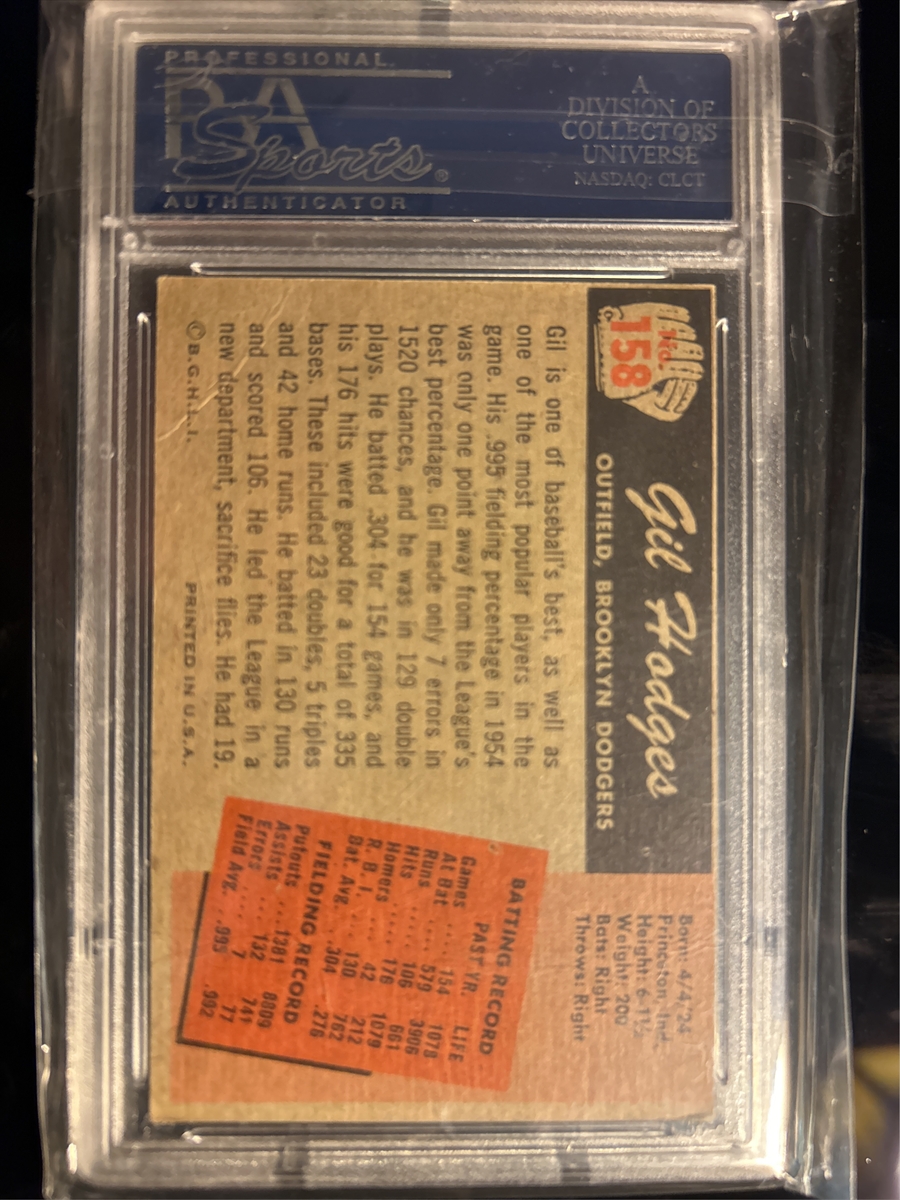 PROFESSIONAL
PSA
Sports®
AUTHENTICATOR
A
DIVISION OF
COLLECTORS
UNIVERSE
NASDAQ: CLCT
No.
158
Gil Hodges
OUTFIELD, BROOKLYN DODGERS
Born: 4/4/24
Princeton, Ind.
Height: 6-1½
Weight: 200
Bats: Right
Throws: Right
Gil is one of baseball's best, as well as
one of the most popular players in the
game. His .995 fielding percentage in 1954
was only one point away from the League's
best percentage. Gil made only 7 errors in
1520 chances, and he was in 129 double
plays. He batted .304 for 154 games, and
his 176 hits were good for a total of 335
bases. These included 23 doubles, 5 triples
and 42 home runs. He batted in 130 runs
and scored 106. He led the League in a
new department, sacrifice flies. He had 19.
© B.G.H.L.I. PRINTED IN U.S.A.
BATTING RECORD
PAST YR. LIFE
Games 154 1078
At Bat ..... 579 3906
Runs ..... 106 661
Hits ..... 176 1079
Homers .... 42 212
R. B. I. .... 130 762
Bat. Avg. . .304 .276
FIELDING RECORD
Putouts .... 1381 8809
Assists .... 132 741
Errors .... 7 77
Field Avg. . .995 .992